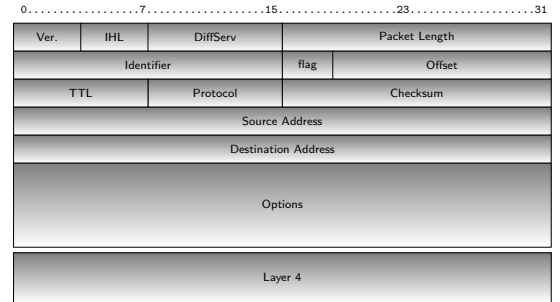 0................7................15................23................31
Ver. IHL DiffServ Packet Length
Identifier flag Offset
TTL Protocol Checksum
Source Address
Destination Address
Options
Layer 4